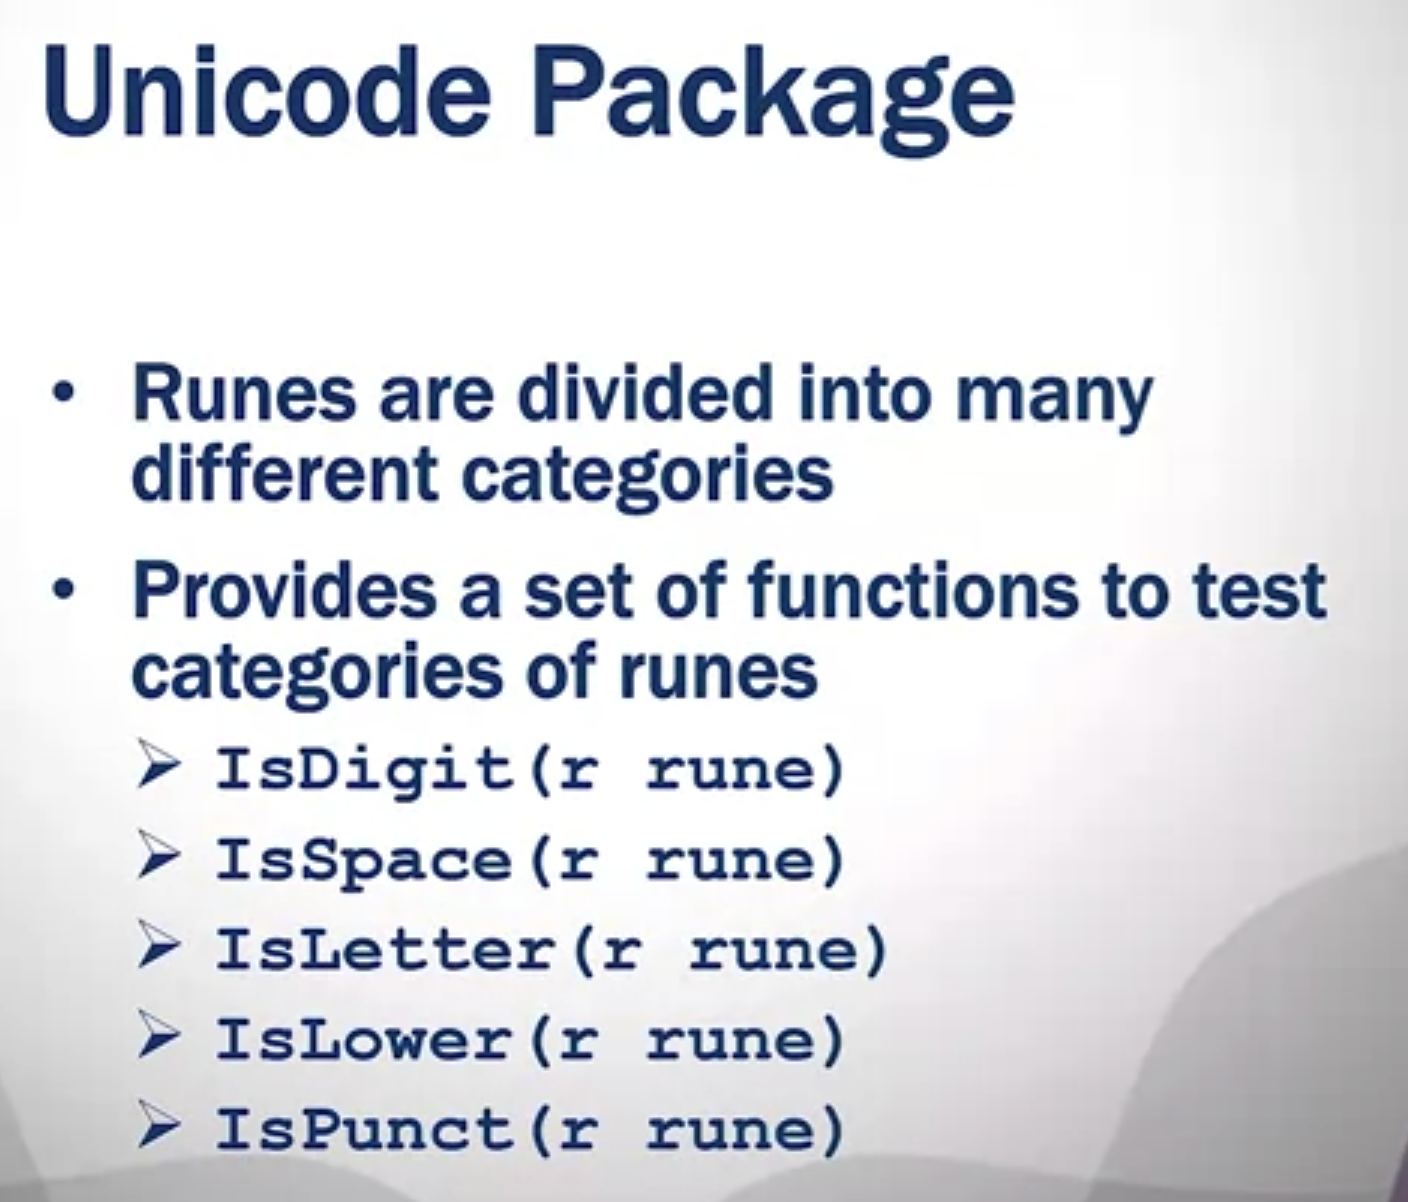 Unicode Package
• Runes are divided into many
different categories
• Provides a set of functions to test
categories of runes
➢ IsDigit(r rune)
➢ IsSpace(r rune)
➢ IsLetter(r rune)
➢ IsLower(r rune)
➢ IsPunct(r rune)